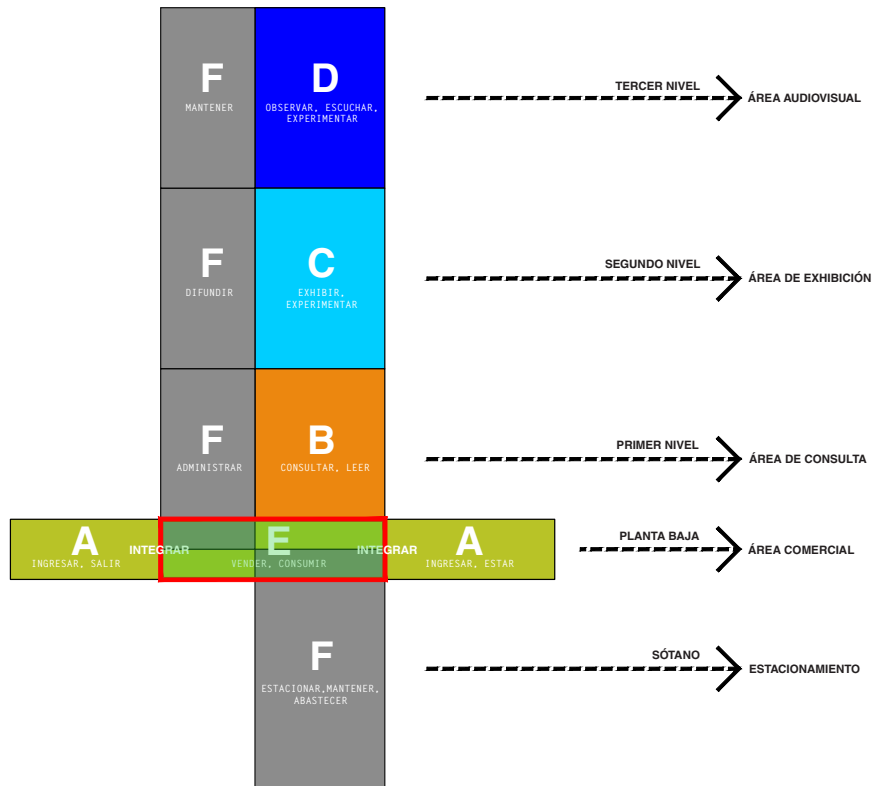 F
MANTENER
D
OBSERVAR, ESCUCHAR,
EXPERIMENTAR
TERCER NIVEL
ÁREA AUDIOVISUAL
F
DIFUNDIR
C
EXHIBIR,
EXPERIMENTAR
SEGUNDO NIVEL
ÁREA DE EXHIBICIÓN
F
ADMINISTRAR
B
CONSULTAR, LEER
PRIMER NIVEL
ÁREA DE CONSULTA
A
INGRESAR, SALIR
INTEGRAR
E
VENDER, CONSUMIR
INTEGRAR
A
INGRESAR, ESTAR
PLANTA BAJA
ÁREA COMERCIAL
F
ESTACIONAR,MANTENER,
ABASTECER
SÓTANO
ESTACIONAMIENTO